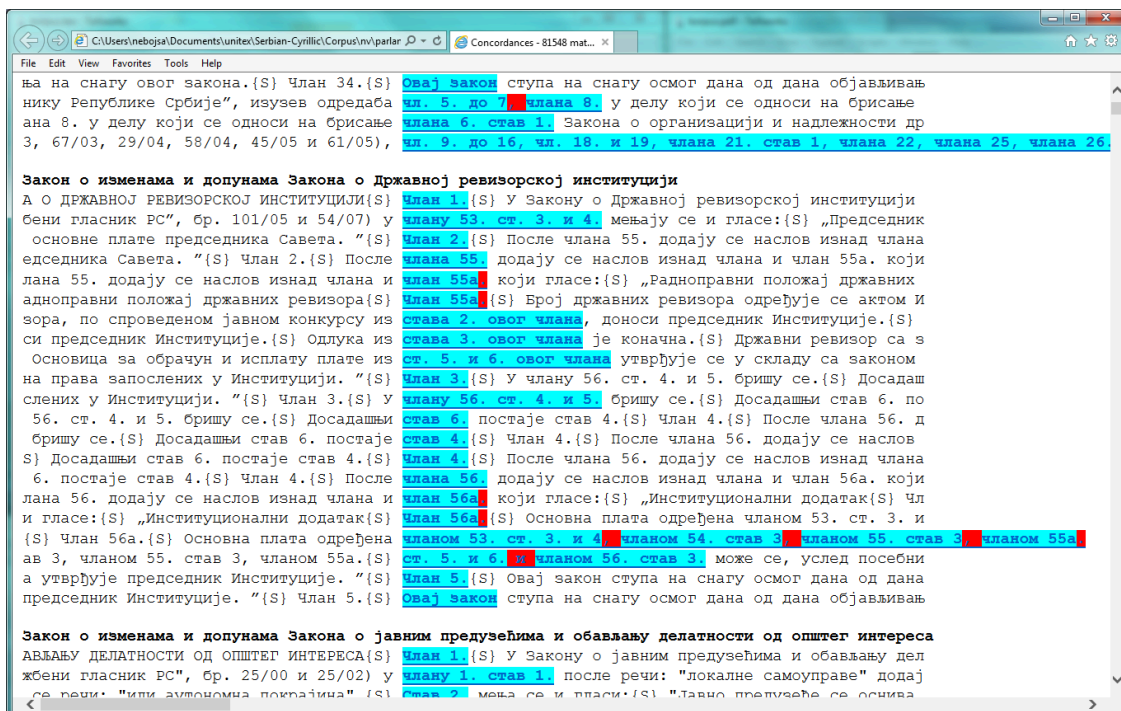 C:\Users\nebojsa\Documents\unitex\Serbian-Cyrillic\Corpus\nv\parlar
Concordances - 81548 mat...
File Edit View Favorites Tools Help
ња на снагу овог закона.{S} Члан 34.{S} Овај закон ступа на снагу осмог дана од дана објављивањ
нику Републике Србије”, изузев одредаба чл. 5. до 7, члана 8. у делу који се односи на брисање
ана 8. у делу који се односи на брисање члана 6. став 1. Закона о организацији и надлежности др
3, 67/03, 29/04, 58/04, 45/05 и 61/05), чл. 9. до 16, чл. 18. и 19, члана 21. став 1, члана 22, члана 25, члана 26.
Закон о изменама и допунама Закона о Државној ревизорској институцији
А О ДРЖАВНОЈ РЕВИЗОРСКОЈ ИНСТИТУЦИЈИ{S} Члан 1.{S} У Закону о Државној ревизорској институцији
бени гласник РС”, бр. 101/05 и 54/07) у члану 53. ст. 3. и 4. мењају се и гласе:{S} „Председник
основне плате председника Савета. ”{S} Члан 2.{S} После члана 55. додају се наслов изнад члана
едседника Савета. ”{S} Члан 2.{S} После члана 55. додају се наслов изнад члана и члан 55а. који
лана 55. додају се наслов изнад члана и члан 55а, који гласе:{S} „Радноправни положај државних
адноправни положај државних ревизора{S} Члан 55а.{S} Број државних ревизора одређује се актом И
зора, по спроведеном јавном конкурсу из става 2. овог члана, доноси председник Институције.{S}
си председник Институције.{S} Одлука из става 3. овог члана је коначна.{S} Државни ревизор са з
Основица за обрачун и исплату плате из ст. 5. и 6. овог члана утврђује се у складу са законом
на права запослених у Институцији. ”{S} Члан 3.{S} У члану 56. ст. 4. и 5. бришу се.{S} Досадаш
слених у Институцији. ”{S} Члан 3.{S} У члану 56. ст. 4. и 5. бришу се.{S} Досадашњи став 6. по
56. ст. 4. и 5. бришу се.{S} Досадашњи став 6. постаје став 4.{S} Члан 4.{S} После члана 56. д
бришу се.{S} Досадашњи став 6. постаје став 4.{S} Члан 4.{S} После члана 56. додају се наслов
S} Досадашњи став 6. постаје став 4.{S} Члан 4.{S} После члана 56. додају се наслов изнад члана
6. постаје став 4.{S} Члан 4.{S} После члана 56. додају се наслов изнад члана и члан 56а. који
лана 56. додају се наслов изнад члана и члан 56а, који гласе:{S} „Институционални додатак{S} Чл
и гласе:{S} „Институционални додатак{S} Члан 56а.{S} Основна плата одређена чланом 53. ст. 3. и
{S} Члан 56а.{S} Основна плата одређена чланом 53. ст. 3. и 4, чланом 54. став 3, чланом 55. став 3, чланом 55а.
ав 3, чланом 55. став 3, чланом 55а.{S} ст. 5. и 6. и чланом 56. став 3. може се, услед посебни
а утврђује председник Институције. ”{S} Члан 5.{S} Овај закон ступа на снагу осмог дана од дана
председник Институције. ”{S} Члан 5.{S} Овај закон ступа на снагу осмог дана од дана објављивањ
Закон о изменама и допунама Закона о јавним предузећима и обављању делатности од општег интереса
АВЉАЊУ ДЕЛАТНОСТИ ОД ОПШТЕГ ИНТЕРЕСА{S} Члан 1.{S} У Закону о јавним предузећима и обављању дел
жбени гласник РС", бр. 25/00 и 25/02) у члану 1. став 1. после речи: "локалне самоуправе" додај
се речи: "или аутономна покрајина".{S} Став 2. мења се и гласи:{S} "Јавно предузеће се оснива